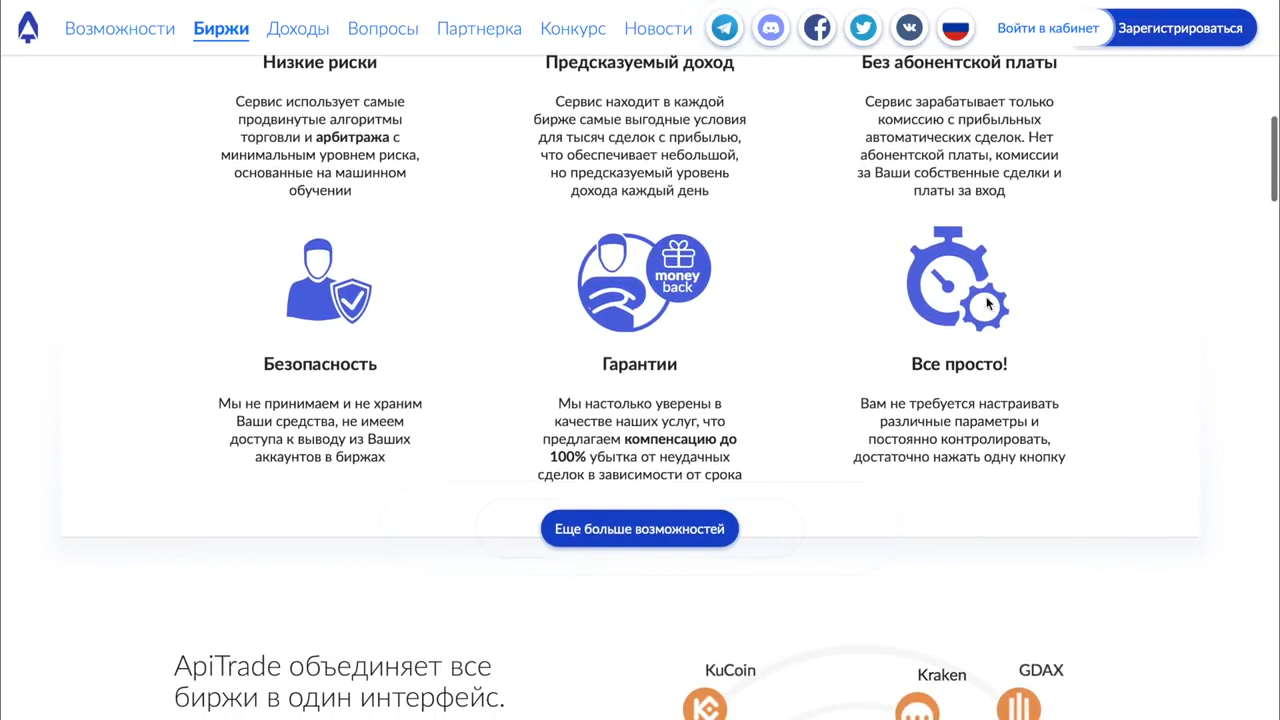 Возможности Биржи Доходы Вопросы Партнерка Конкурс Новости Войти в кабинет Зарегистрироваться
Низкие риски
Сервис использует самые
продвинутые алгоритмы
торговли и арбитража с
минимальным уровнем риска,
основанные на машинном
обучении
Предсказуемый доход
Сервис находит в каждой
бирже самые выгодные условия
для тысяч сделок с прибылью,
что обеспечивает небольшой,
но предсказуемый уровень
дохода каждый день
Без абонентской платы
Сервис зарабатывает только
комиссию с прибыльных
автоматических сделок. Нет
абонентской платы, комиссии
за Ваши собственные сделки и
платы за вход
Безопасность
Мы не принимаем и не храним
Ваши средства, не имеем
доступа к выводу из Ваших
аккаунтов в биржах
money
back
Гарантии
Мы настолько уверены в
качестве наших услуг, что
предлагаем компенсацию до
100% убытка от неудачных
сделок в зависимости от срока
Все просто!
Вам не требуется настраивать
различные параметры и
постоянно контролировать,
достаточно нажать одну кнопку
Еще больше возможностей
ApiTrade объединяет все
биржи в один интерфейс.
KuCoin
Kraken
GDAX